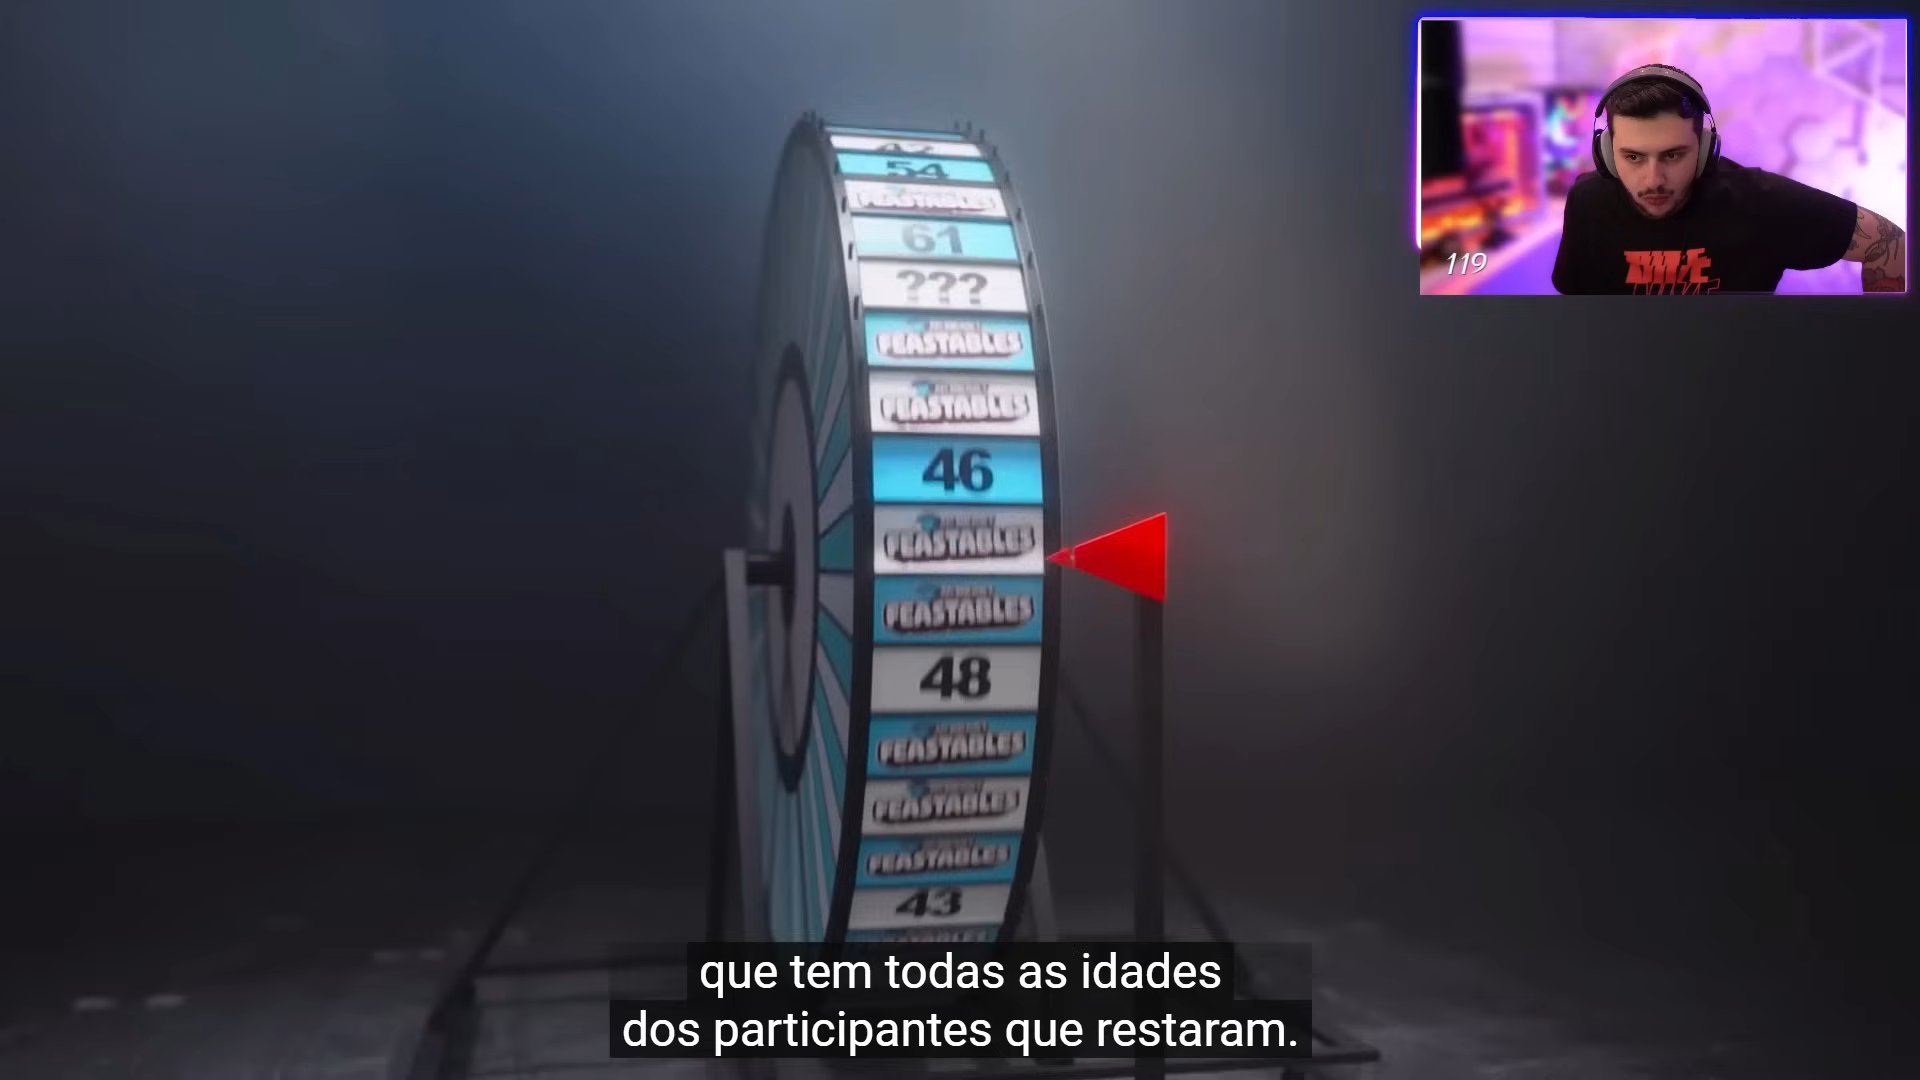 42
54
FEASTABLES
61
???
FEASTABLES
FEASTABLES
46
FEASTABLES
FEASTABLES
48
FEASTABLES
FEASTABLES
FEASTABLES
43
119
que tem todas as idades
dos participantes que restaram.